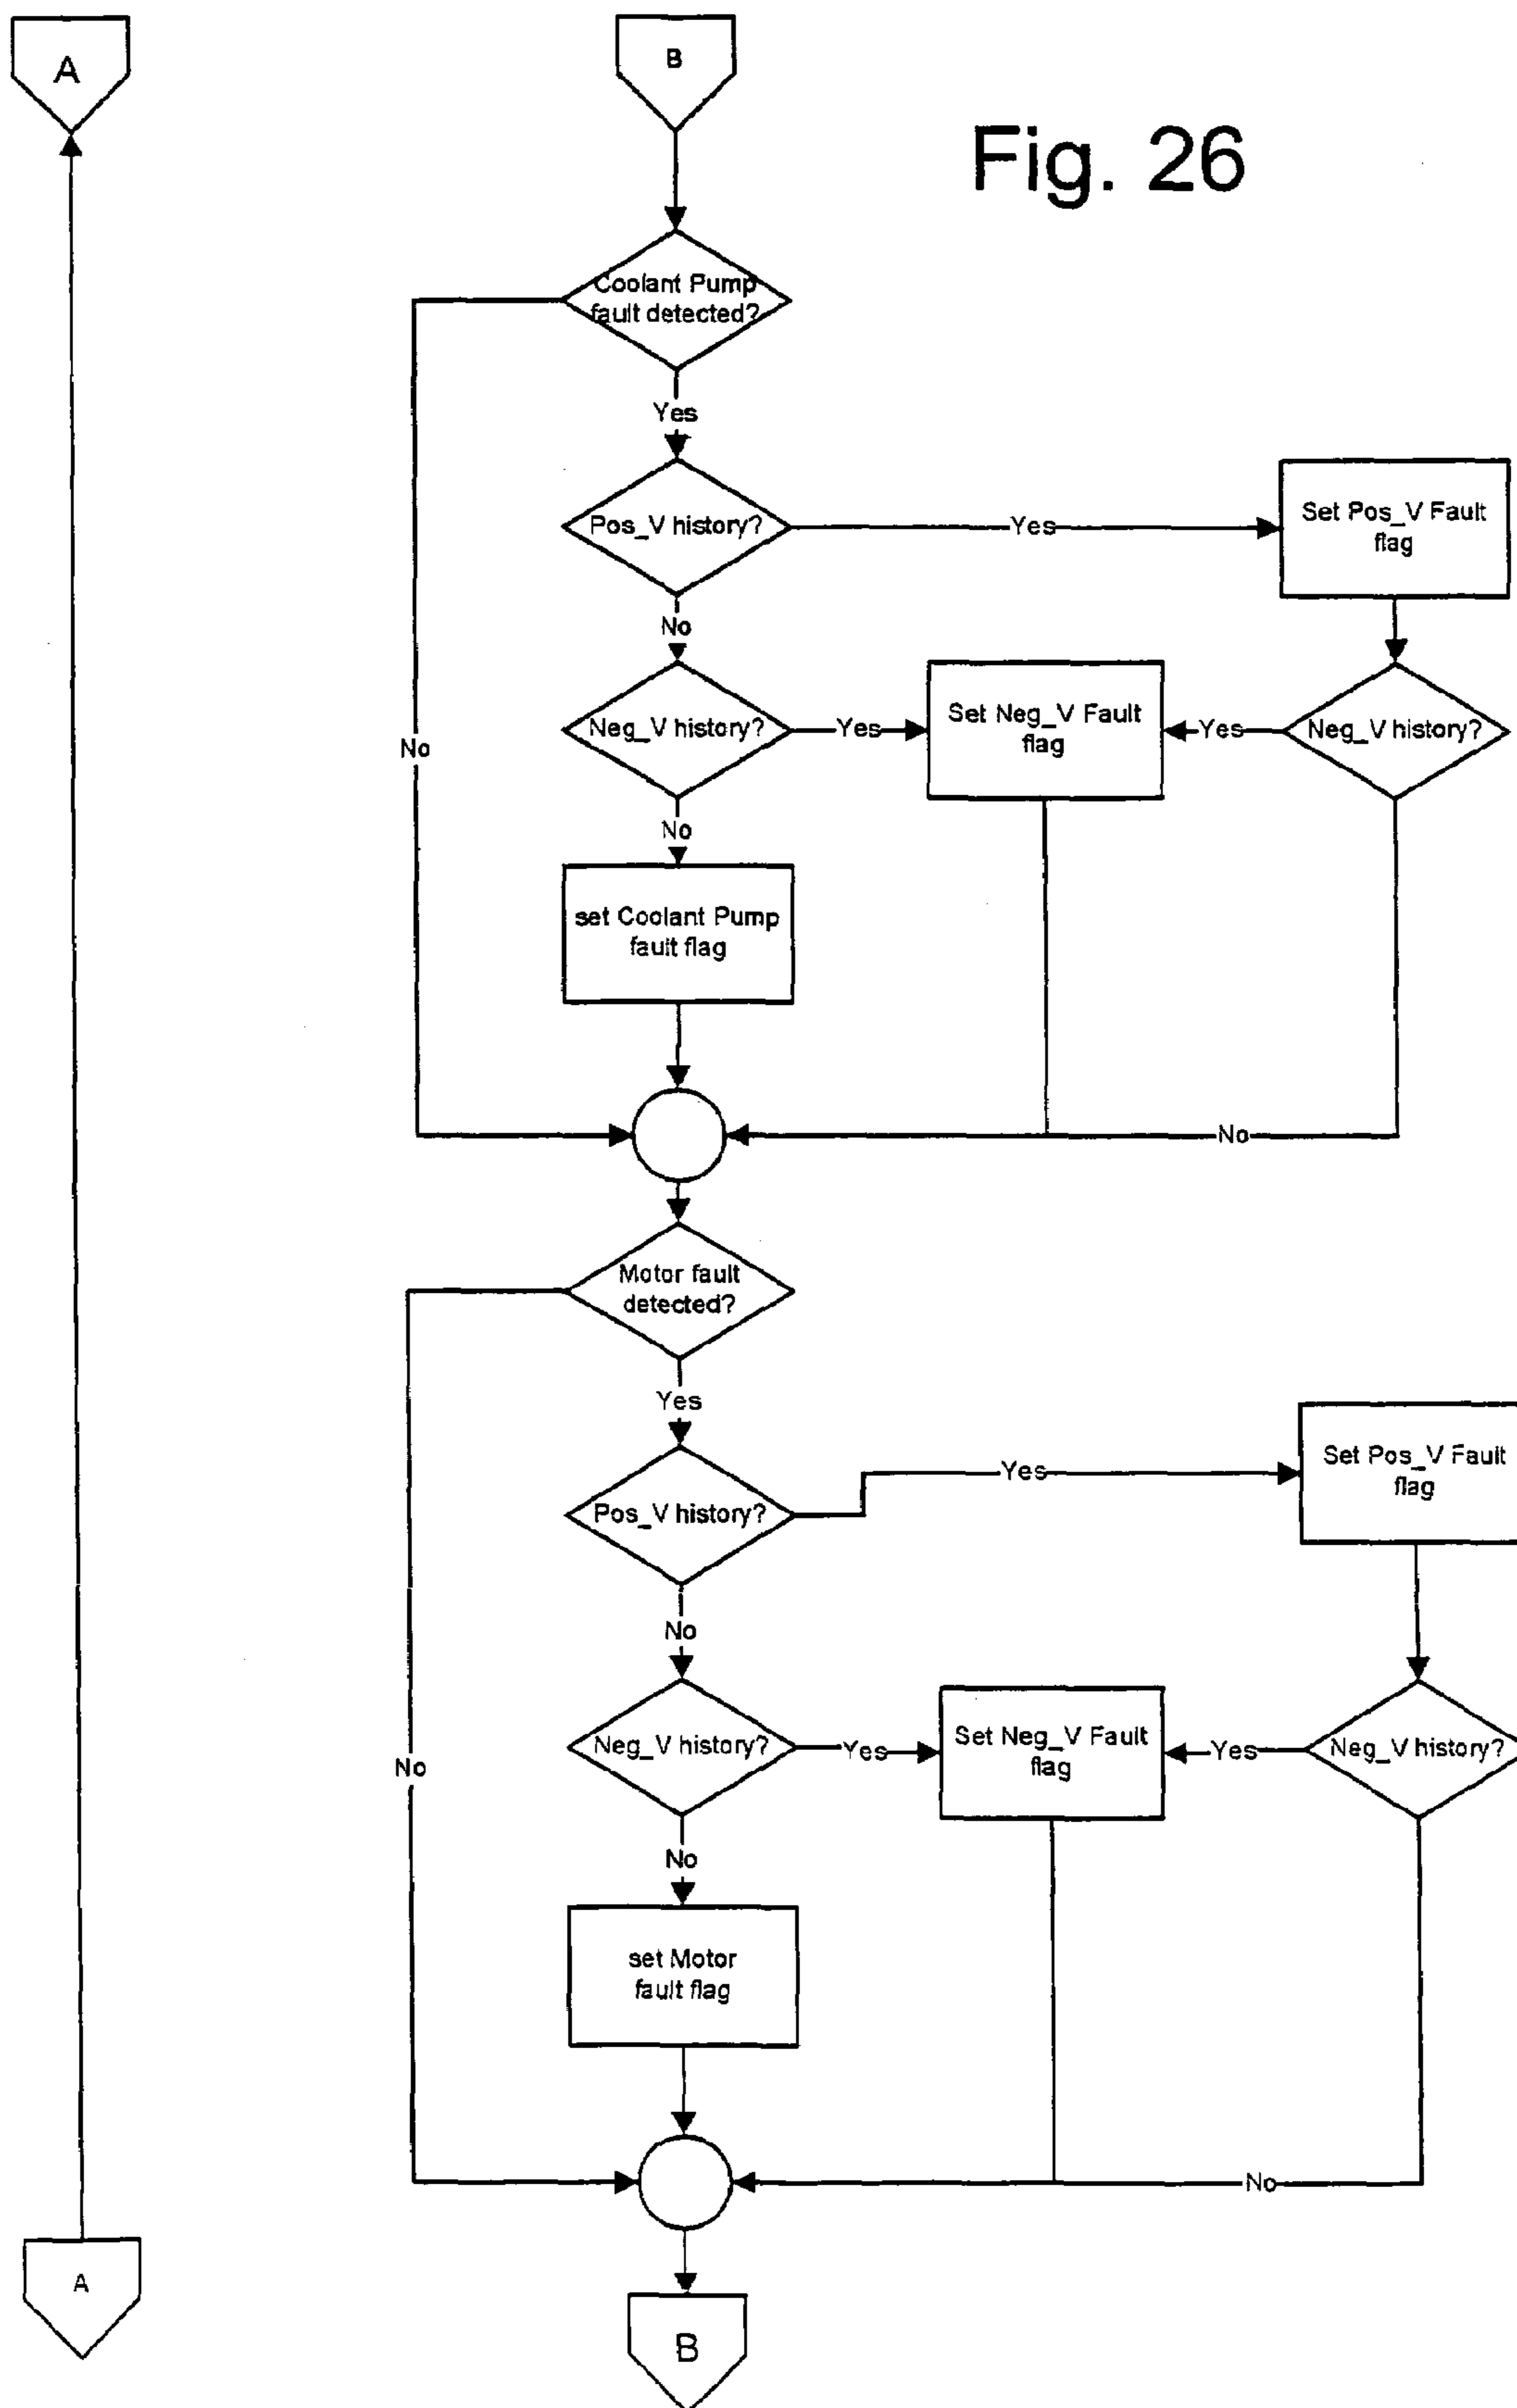 A
B
Fig. 26
Coolant Pump
fault detected?
Yes
Pos_V history?
Yes
Set Pos_V Fault
flag
No
Neg_V history?
Yes
Set Neg_V Fault
flag
Yes
Neg_V history?
No
No
set Coolant Pump
fault flag
No
Motor fault
detected?
Yes
Pos_V history?
Yes
Set Pos_V Fault
flag
No
Neg_V history?
Yes
Set Neg_V Fault
flag
Yes
Neg_V history?
No
No
set Motor
fault flag
No
A
B